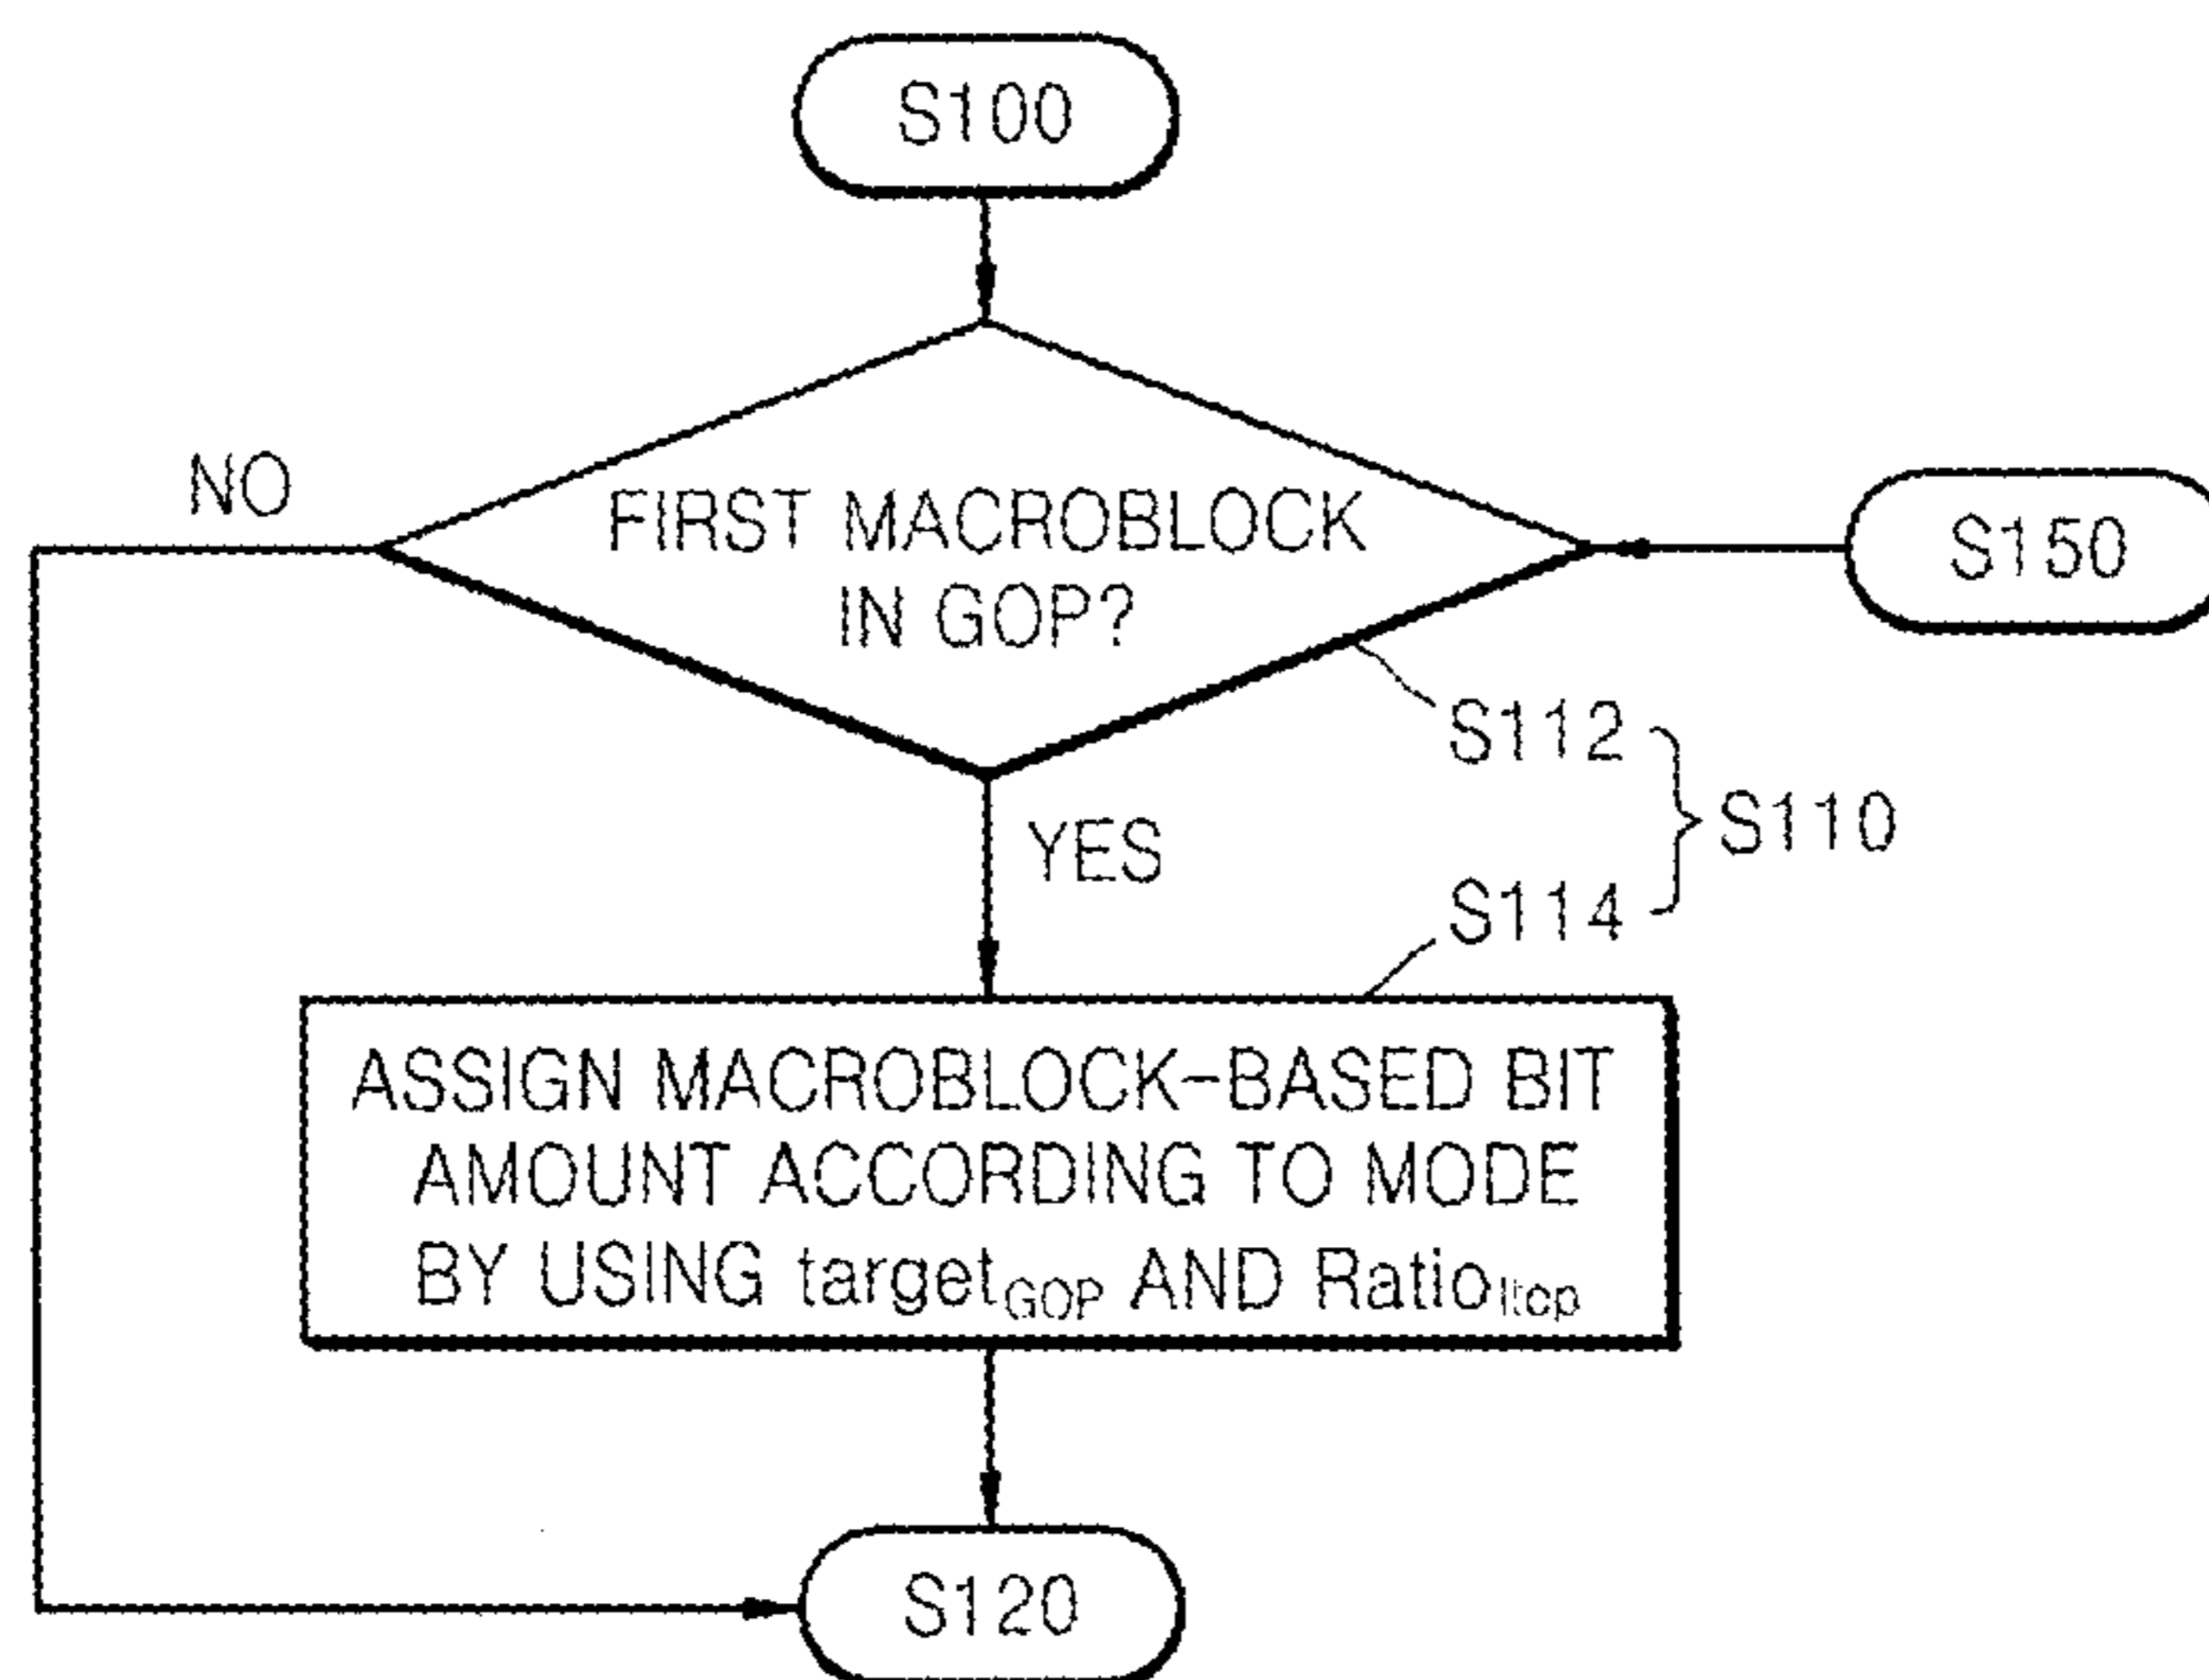 S100
NO
FIRST MACROBLOCK
IN GOP?
S150
S112
S110
YES
S114
ASSIGN MACROBLOCK-BASED BIT
AMOUNT ACCORDING TO MODE
BY USING targetGOP AND RatioItop
S120